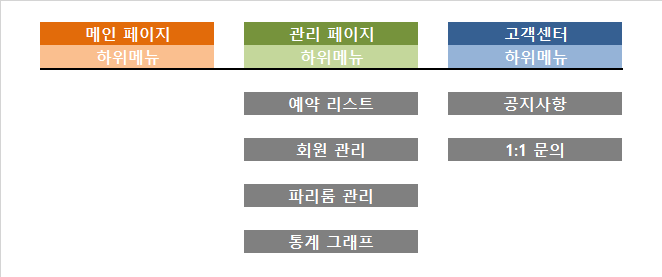 메인 페이지
하위메뉴
관리 페이지
하위메뉴
예약 리스트
회원 관리
파리룸 관리
통계 그래프
고객센터
하위메뉴
공지사항
1:1 문의